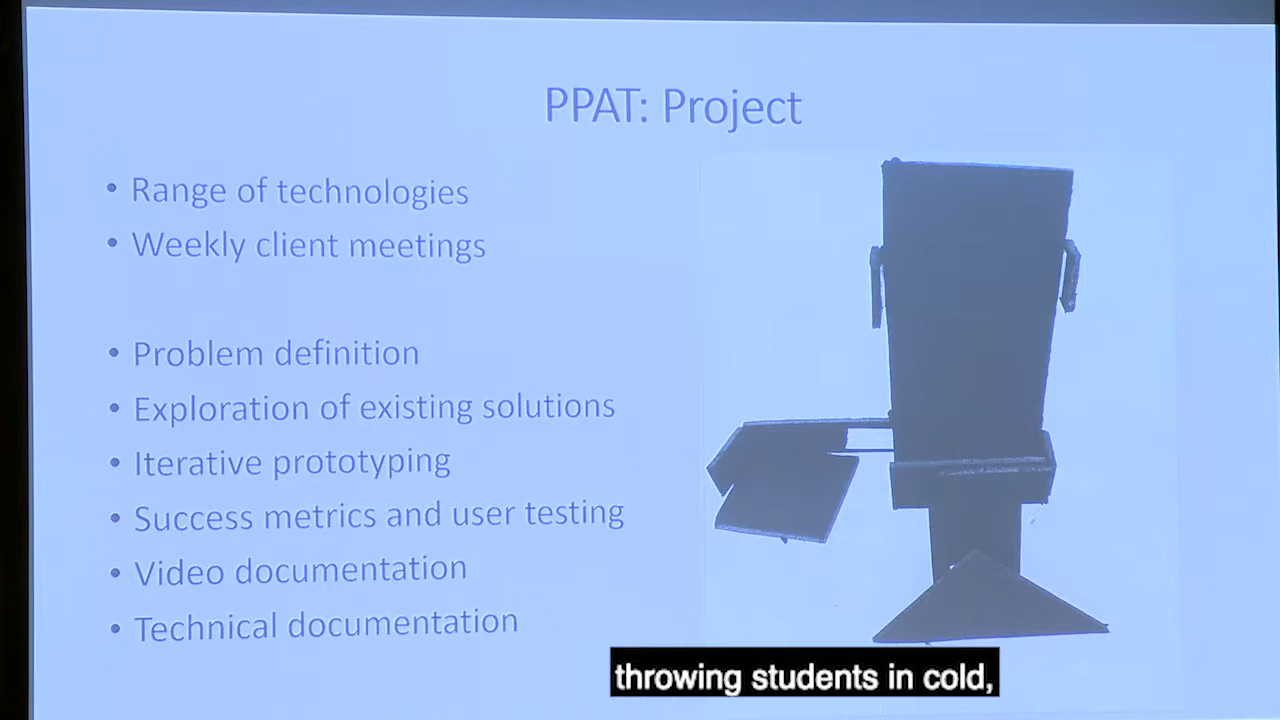 PPAT: Project
• Range of technologies
• Weekly client meetings
• Problem definition
• Exploration of existing solutions
• Iterative prototyping
• Success metrics and user testing
• Video documentation
• Technical documentation
throwing students in cold,